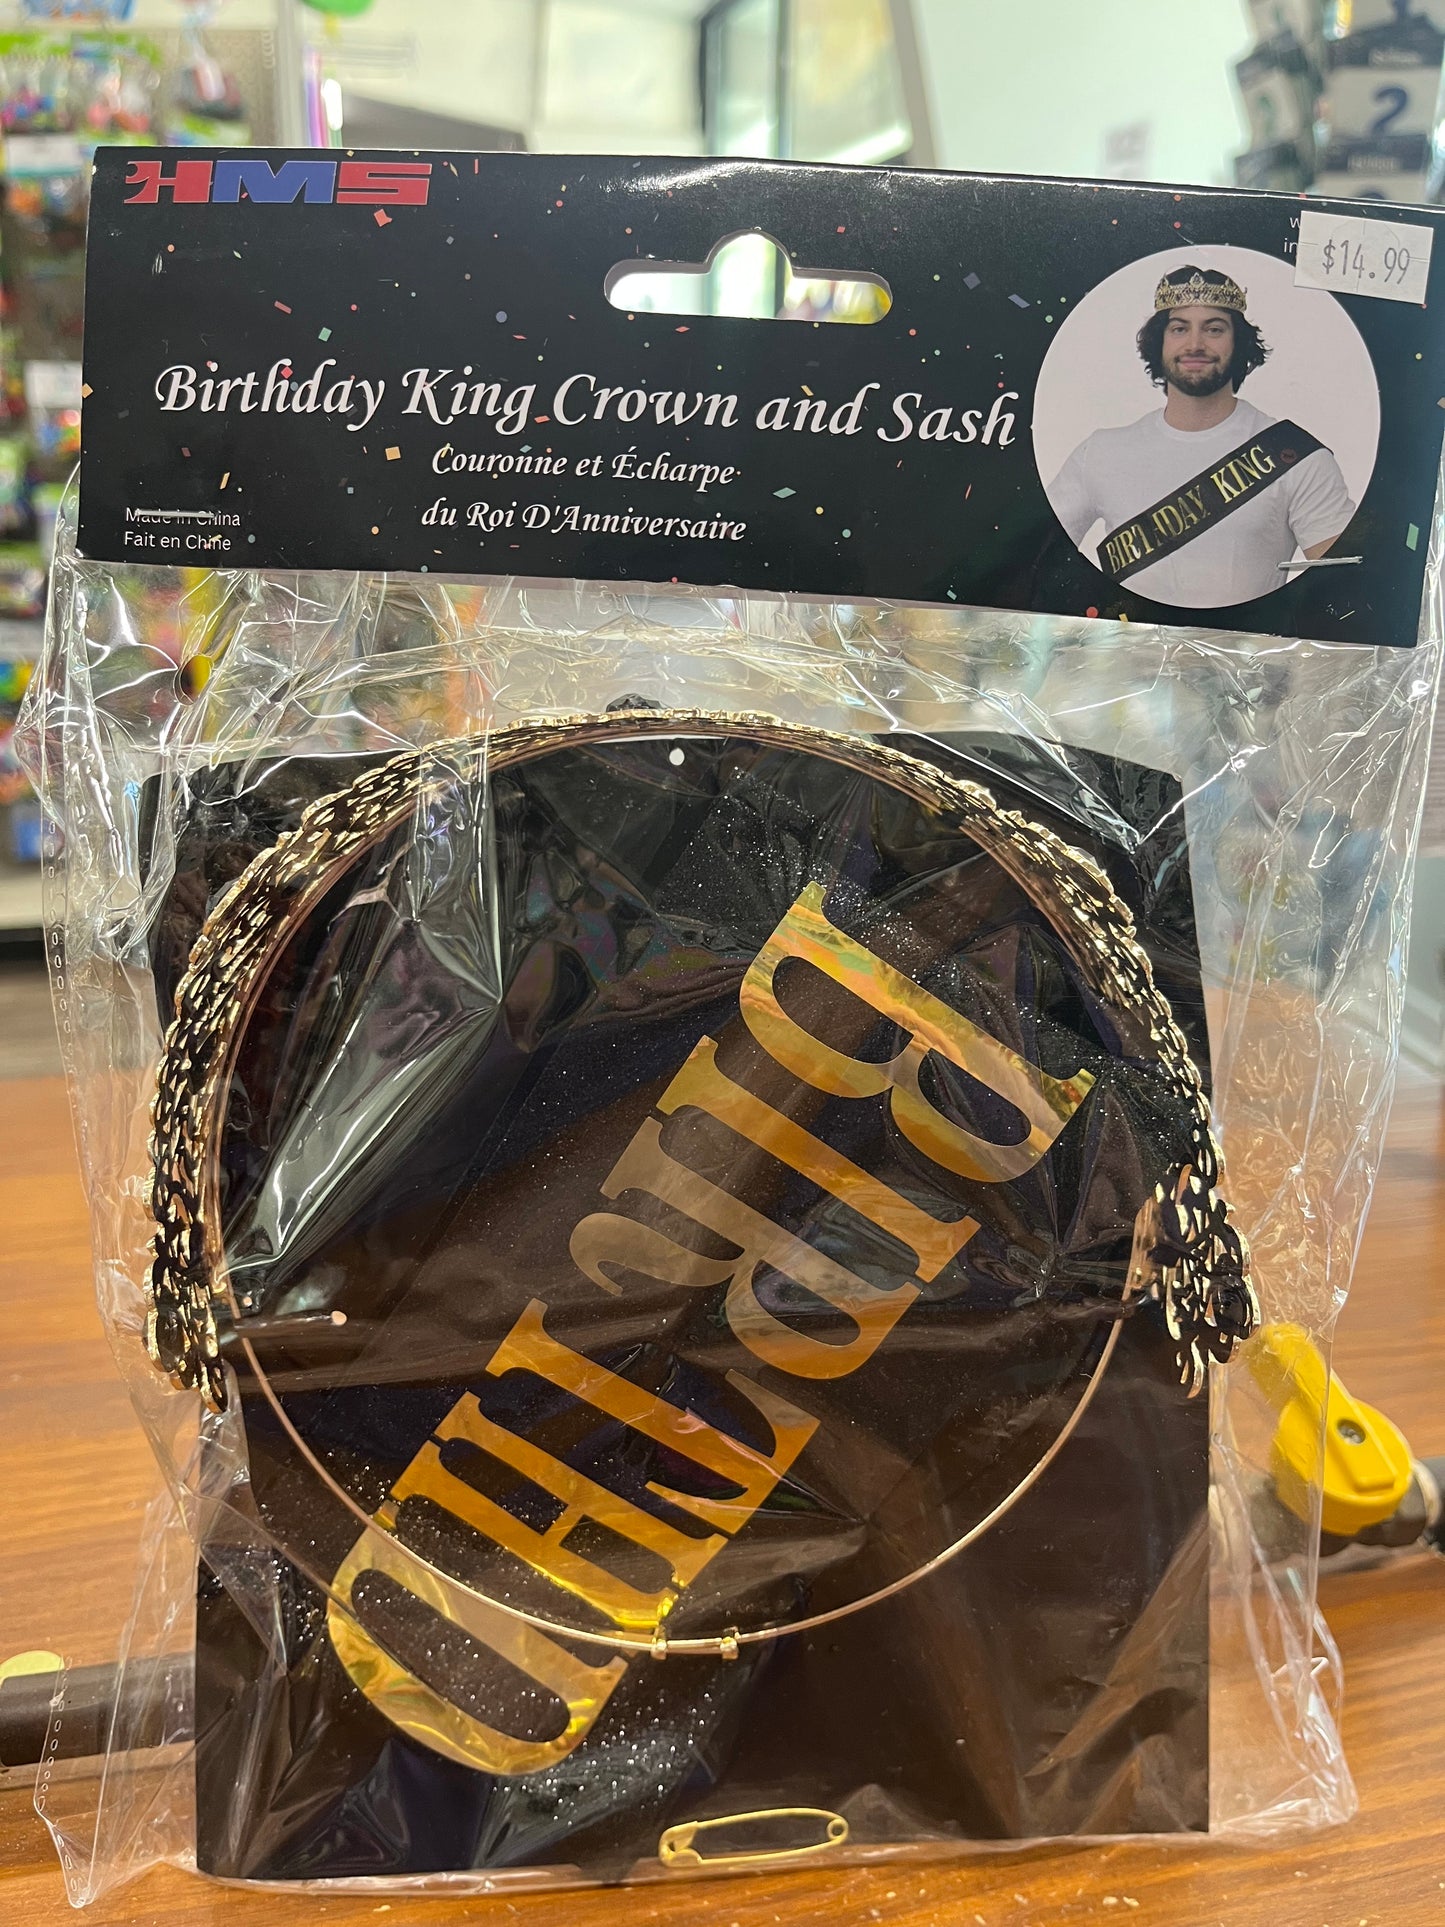 HMS
$14.99
Birthday King Crown and Sash
Couronne et Écharpe
du Roi D'Anniversaire
Made in China
Fait en Chine
BIRTHDAY KING
BIRTHD
2